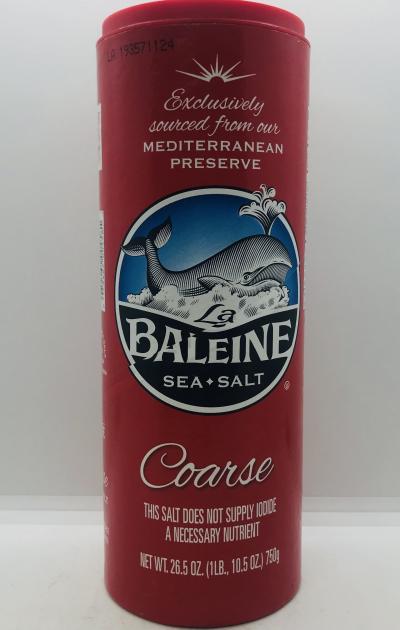 LA 193571124
Exclusively
sourced from our
MEDITERRANEAN
PRESERVE
La
BALEINE
SEA SALT
®
Coarse
THIS SALT DOES NOT SUPPLY IODIDE
A NECESSARY NUTRIENT
NET WT. 26.5 OZ. (1LB., 10.5 OZ.) 750g